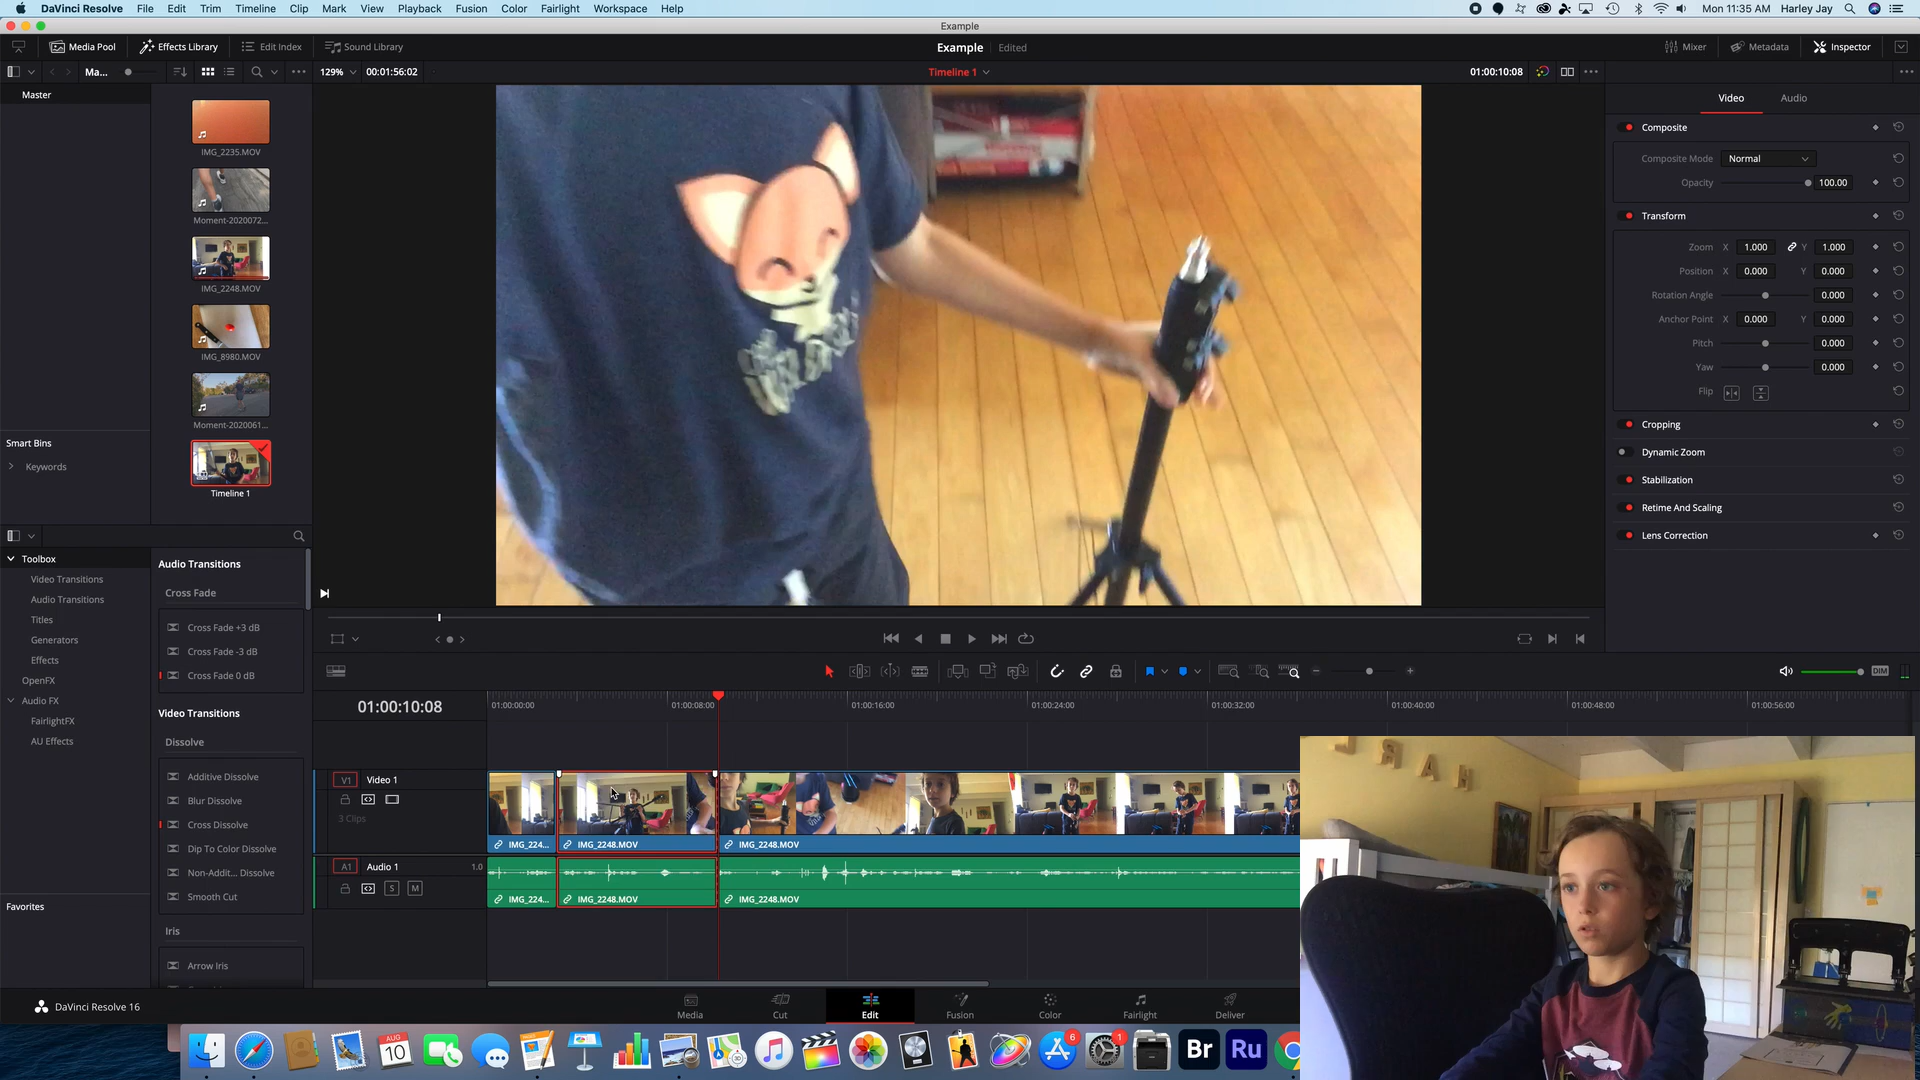 DaVinci Resolve File Edit Trim Timeline Clip Mark View Playback Fusion Color Fairlight Workspace Help Mon 11:35 AM Harley Jay
Example
Media Pool Effects Library Edit Index Sound Library Example Edited Mixer Metadata Inspector
Ma... 129% 00:01:56:02 Timeline 1 01:00:10:08
Master
IMG_2235.MOV
Moment-2020072...
IMG_2248.MOV
IMG_8980.MOV
Moment-2020061...
Timeline 1
Smart Bins
Keywords
Video Audio
Composite
Composite Mode Normal
Opacity 100.00
Transform
Zoom X 1.000 Y 1.000
Position X 0.000 Y 0.000
Rotation Angle 0.000
Anchor Point X 0.000 Y 0.000
Pitch 0.000
Yaw 0.000
Flip
Cropping
Dynamic Zoom
Stabilization
Retime And Scaling
Lens Correction
Toolbox
Video Transitions
Audio Transitions
Titles
Generators
Effects
OpenFX
Audio FX
FairlightFX
AU Effects
Favorites
Audio Transitions
Cross Fade
Cross Fade +3 dB
Cross Fade -3 dB
Cross Fade 0 dB
Video Transitions
Dissolve
Additive Dissolve
Blur Dissolve
Cross Dissolve
Dip To Color Dissolve
Non-Addit... Dissolve
Smooth Cut
Iris
Arrow Iris
DIM
01:00:10:08 01:00:00:00 01:00:08:00 01:00:16:00 01:00:24:00 01:00:32:00 01:00:40:00 01:00:48:00 01:00:56:00
V1 Video 1
3 Clips
IMG_224... IMG_2248.MOV IMG_2248.MOV
A1 Audio 1 1.0
S M
IMG_224... IMG_2248.MOV IMG_2248.MOV
DaVinci Resolve 16
Media Cut Edit Fusion Color Fairlight Deliver
AUG
10
6
1
Br
Ru